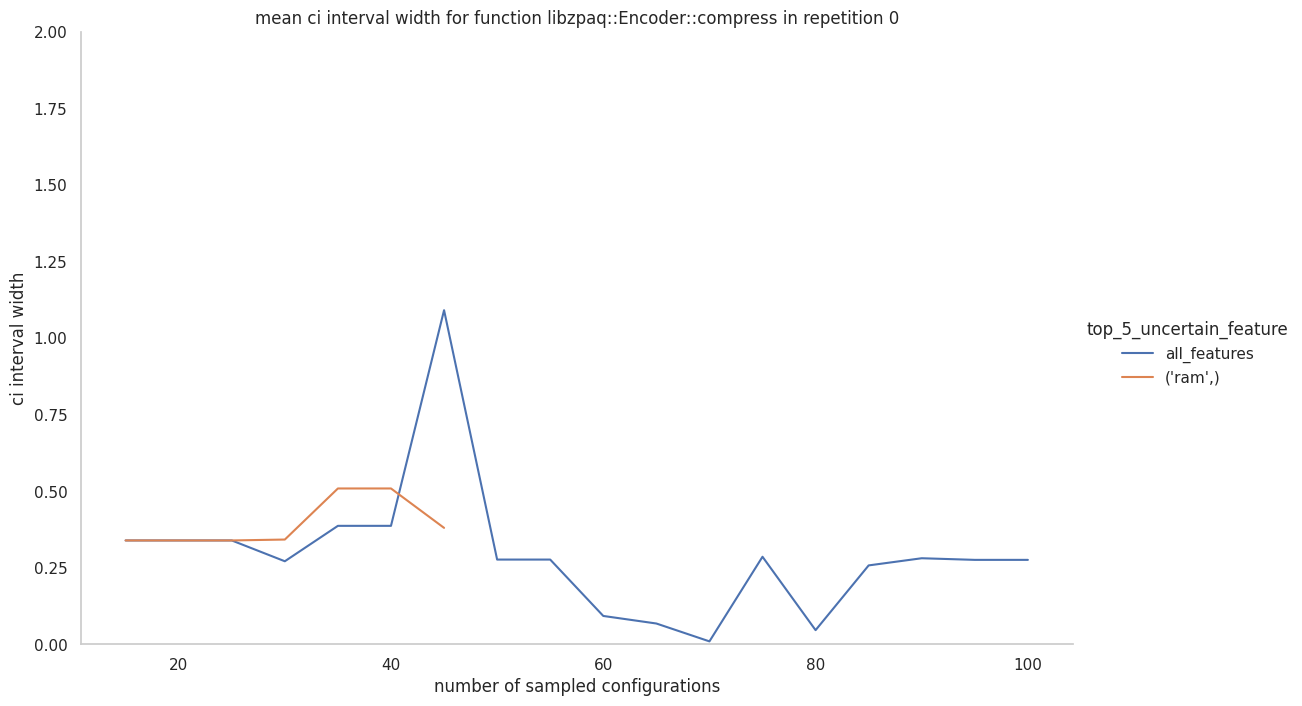 mean ci interval width for function libzpaq::Encoder::compress in repetition 0
2.00
1.75
1.50
1.25
1.00
0.75
0.50
0.25
0.00
ci interval width
20
40
60
80
100
number of sampled configurations
top_5_uncertain_feature
all_features
('ram',)